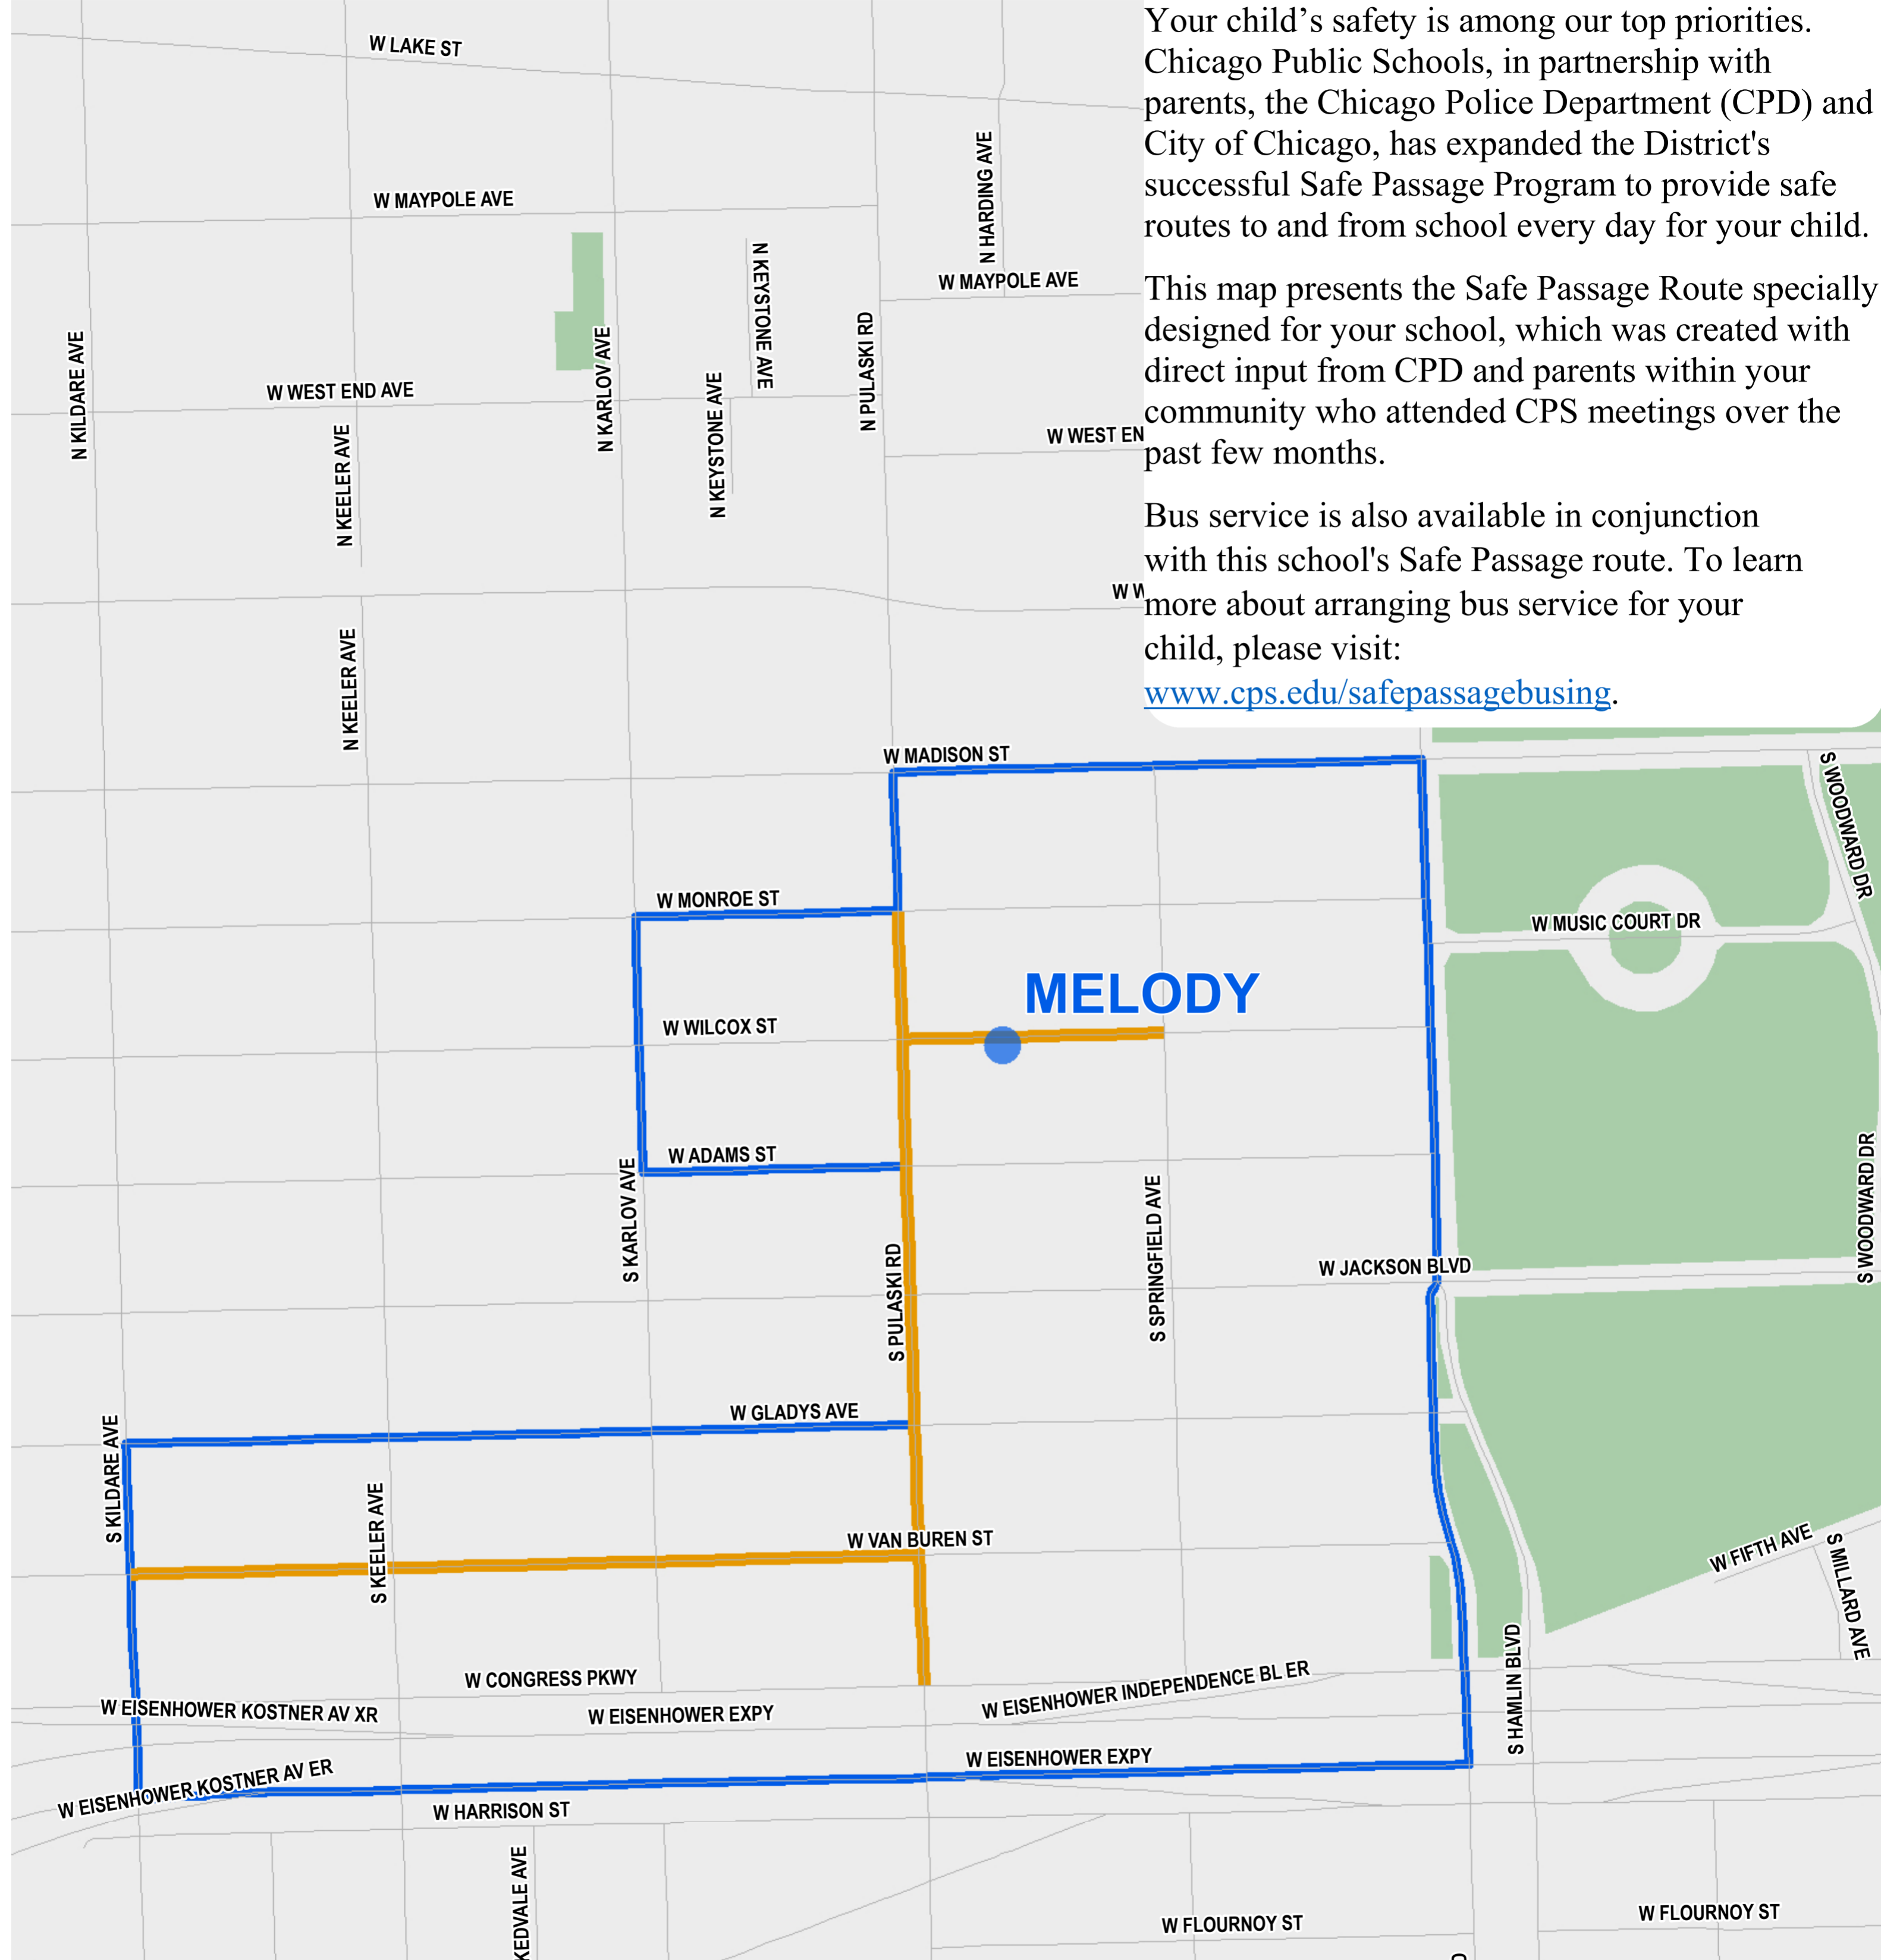 Your child’s safety is among our top priorities.
Chicago Public Schools, in partnership with
parents, the Chicago Police Department (CPD) and
City of Chicago, has expanded the District's
successful Safe Passage Program to provide safe
routes to and from school every day for your child.
This map presents the Safe Passage Route specially
designed for your school, which was created with
direct input from CPD and parents within your
community who attended CPS meetings over the
past few months.
Bus service is also available in conjunction
with this school's Safe Passage route. To learn
more about arranging bus service for your
child, please visit:
www.cps.edu/safepassagebusing.
W LAKE ST
W MAYPOLE AVE
N HARDING AVE
N KEYSTONE AVE
W MAYPOLE AVE
N KILDARE AVE
N KARLOV AVE
N PULASKI RD
W WEST END AVE
N KEELER AVE
N KEYSTONE AVE
W WEST EN
W W
N KEELER AVE
W MADISON ST
S WOODWARD DR
W MONROE ST
W MUSIC COURT DR
MELODY
W WILCOX ST
W ADAMS ST
S KARLOV AVE
S WOODWARD DR
S SPRINGFIELD AVE
S PULASKI RD
W JACKSON BLVD
W GLADYS AVE
S KILDARE AVE
S KEELER AVE
W VAN BUREN ST
W FIFTH AVE
S MILLARD AVE
W CONGRESS PKWY
W EISENHOWER INDEPENDENCE BL ER
S HAMLIN BLVD
W EISENHOWER KOSTNER AV XR
W EISENHOWER EXPY
W EISENHOWER EXPY
W EISENHOWER KOSTNER AV ER
W HARRISON ST
KEDVALE AVE
W FLOURNOY ST
W FLOURNOY ST